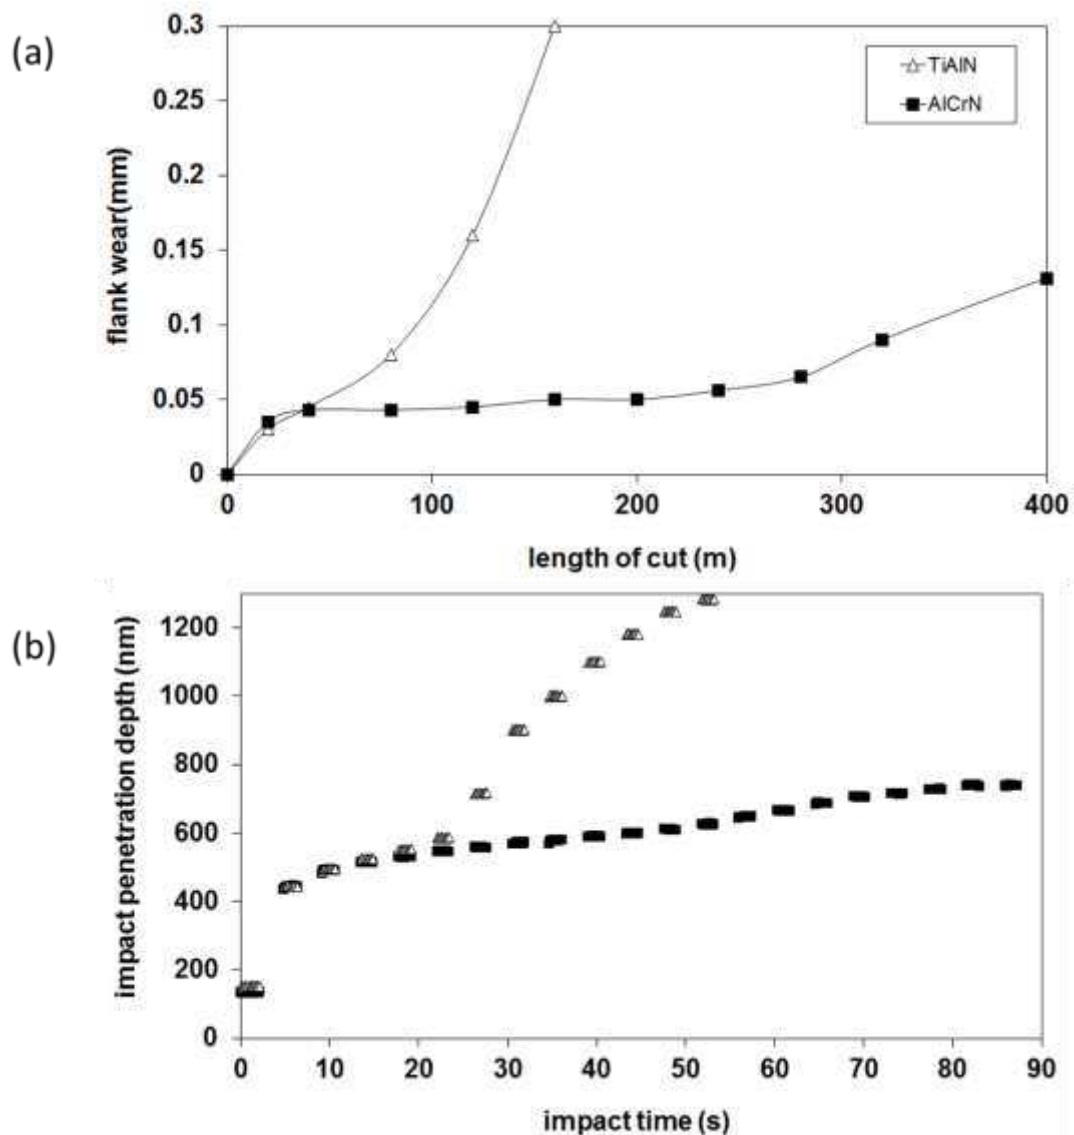 (a)
0.3
0.25
0.2
0.15
0.1
0.05
0
flank wear(mm)
TiAlN
AlCrN
0 100 200 300 400
length of cut (m)
(b)
1200
1000
800
600
400
200
0
impact penetration depth (nm)
0 10 20 30 40 50 60 70 80 90
impact time (s)